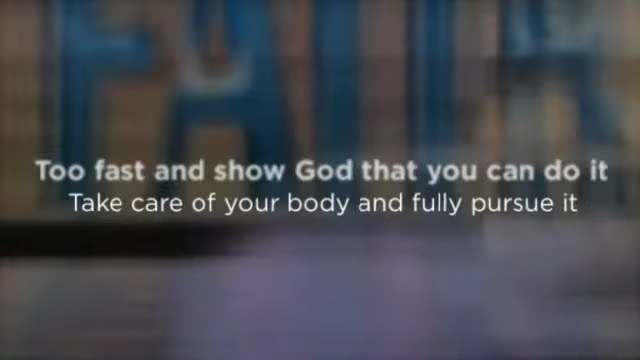 Too fast and show God that you can do it
Take care of your body and fully pursue it